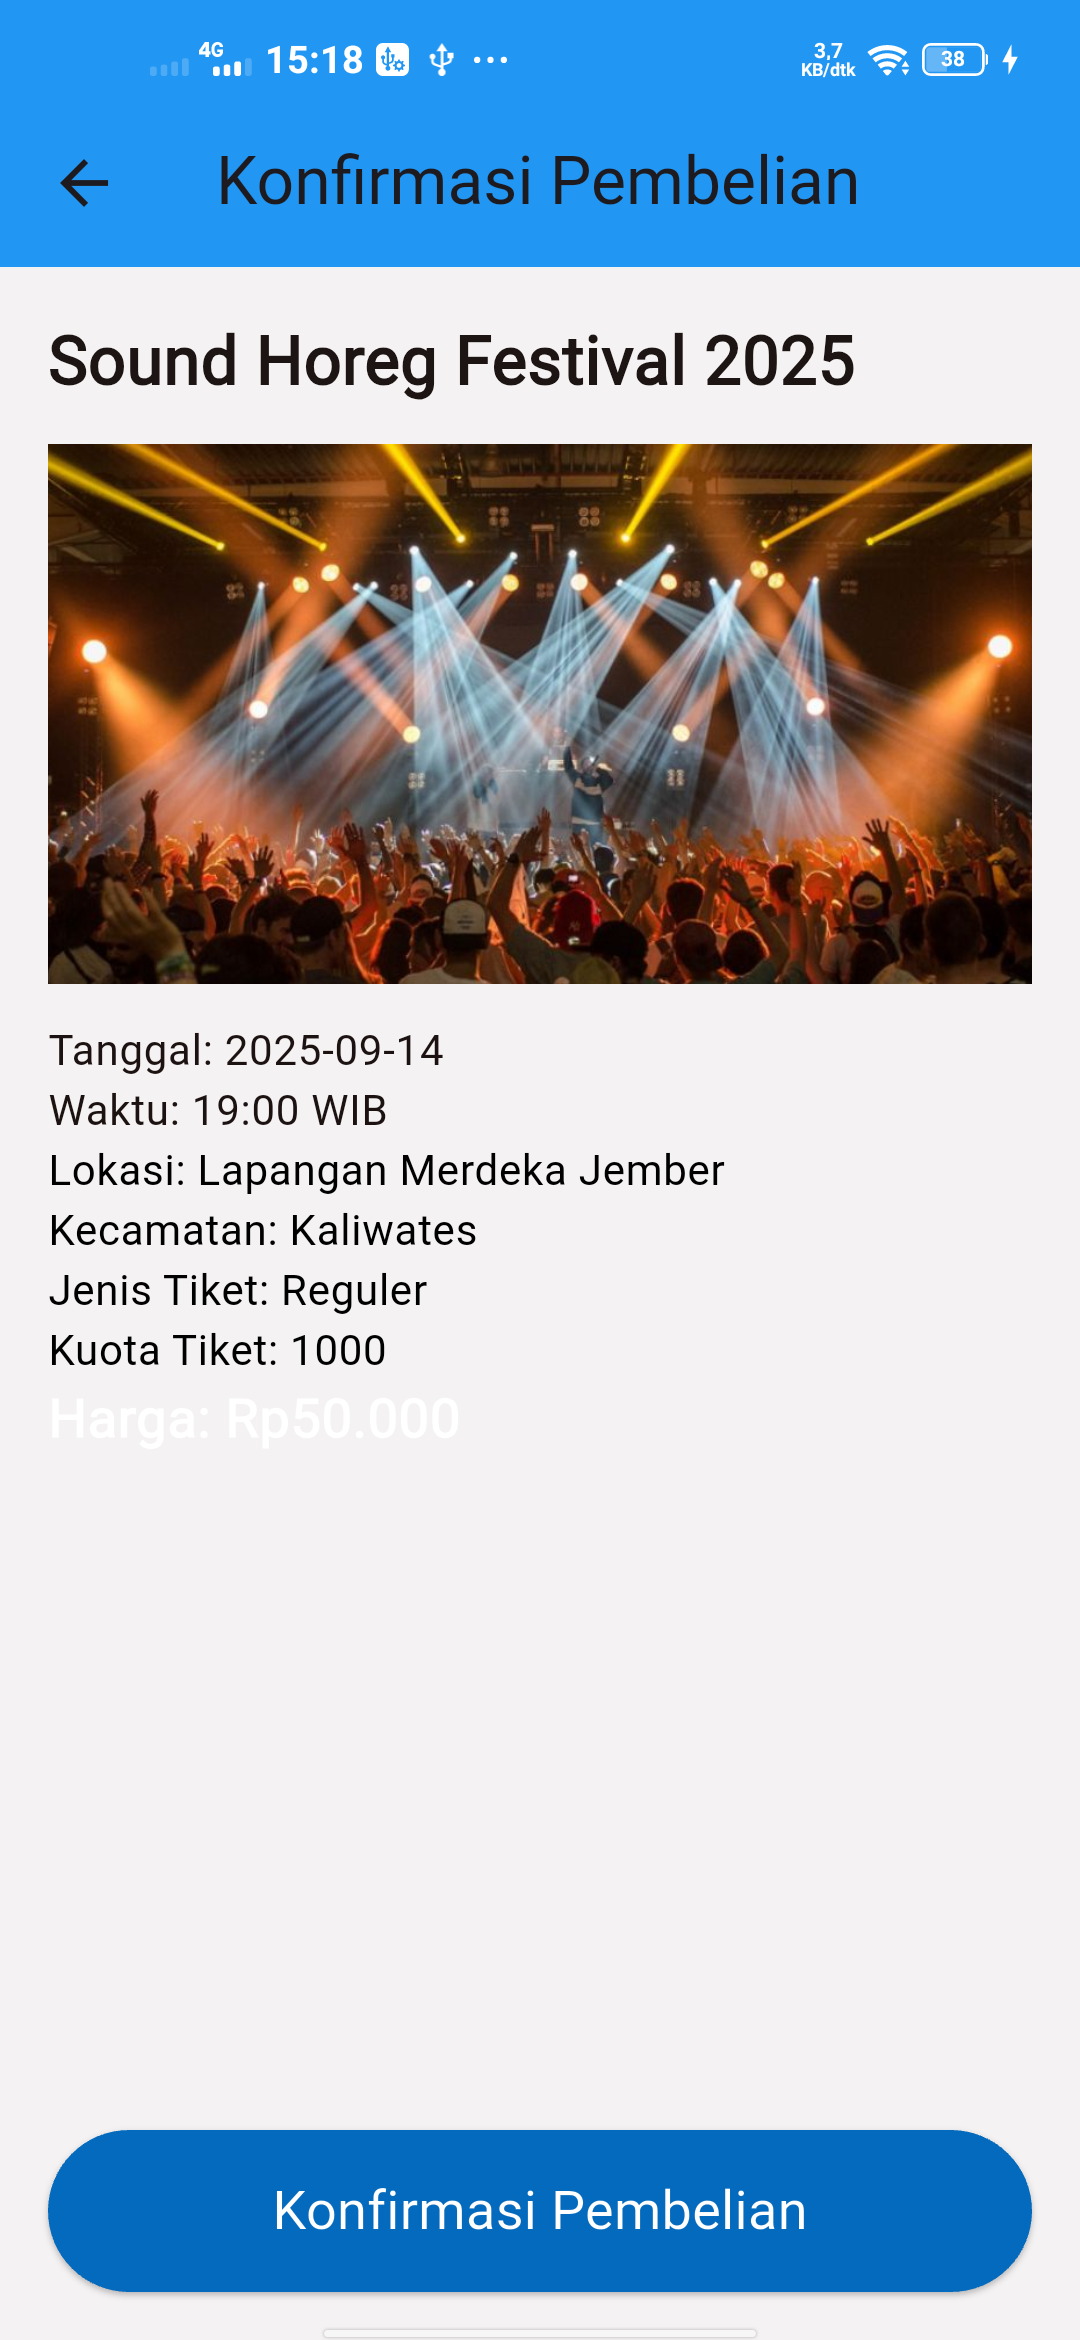 4G 15:18 3,7 KB/dtk 38
Konfirmasi Pembelian
Sound Horeg Festival 2025
Tanggal: 2025-09-14
Waktu: 19:00 WIB
Lokasi: Lapangan Merdeka Jember
Kecamatan: Kaliwates
Jenis Tiket: Reguler
Kuota Tiket: 1000
Harga: Rp50.000
Konfirmasi Pembelian